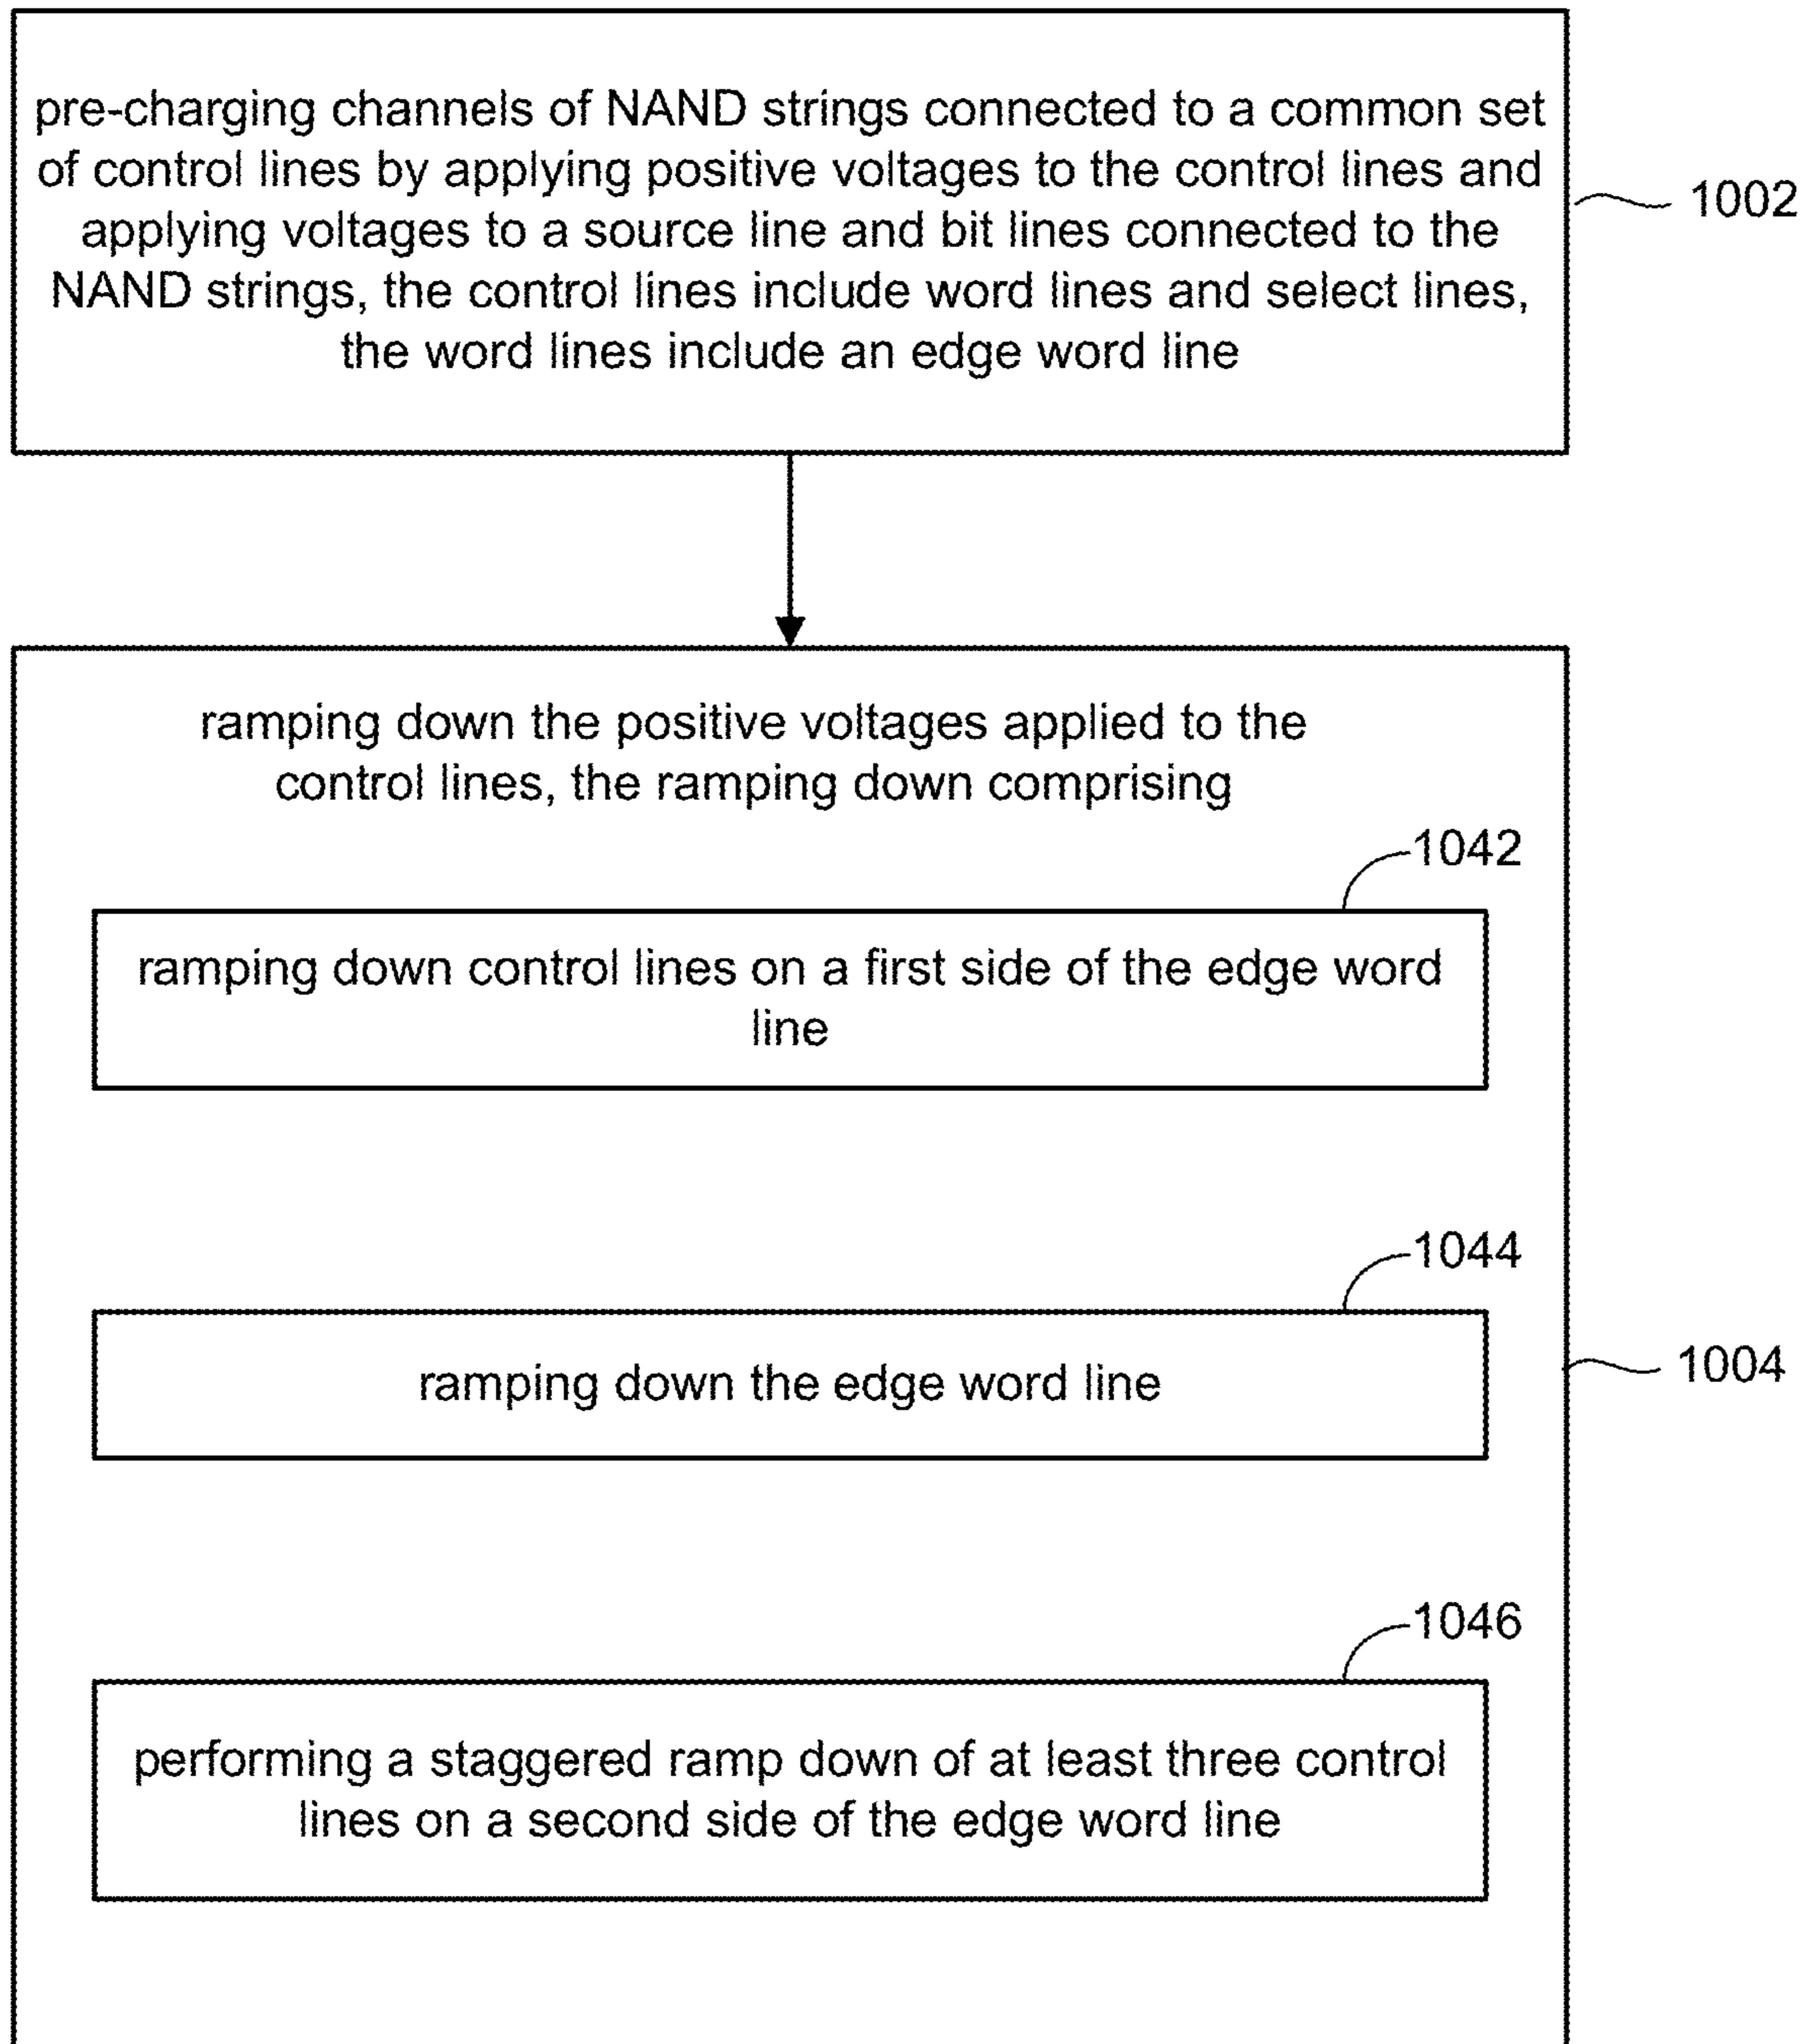 pre-charging channels of NAND strings connected to a common set
of control lines by applying positive voltages to the control lines and
applying voltages to a source line and bit lines connected to the
NAND strings, the control lines include word lines and select lines,
the word lines include an edge word line
1002
ramping down the positive voltages applied to the
control lines, the ramping down comprising
1042
ramping down control lines on a first side of the edge word
line
1044
ramping down the edge word line
1004
1046
performing a staggered ramp down of at least three control
lines on a second side of the edge word line